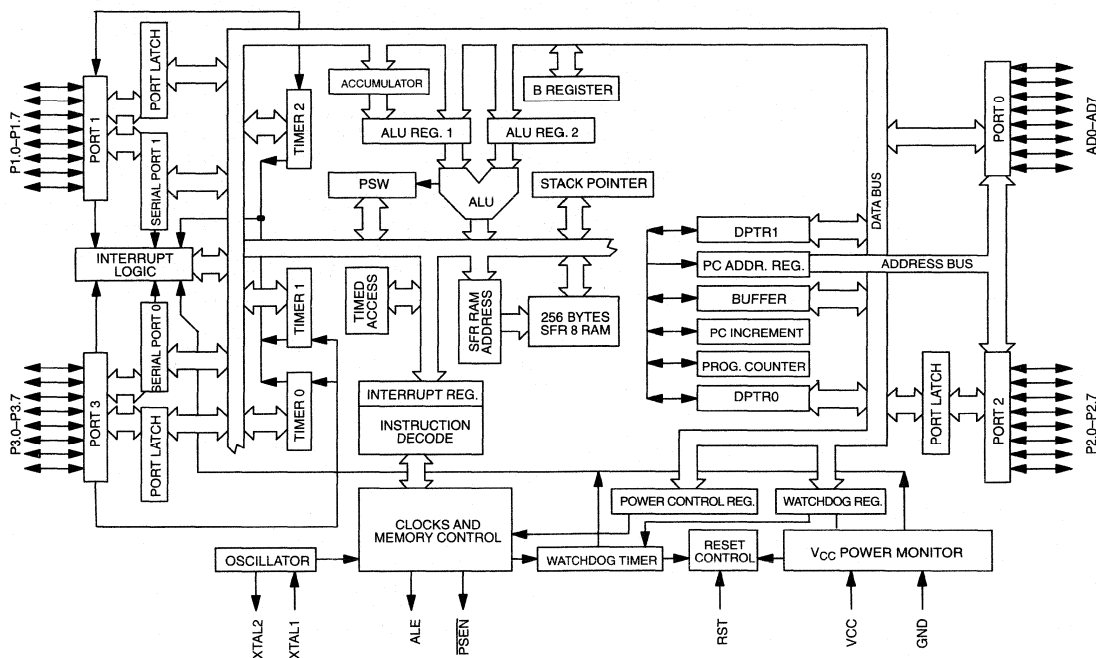 P1.0–P1.7
PORT 1
PORT LATCH
SERIAL PORT 1
INTERRUPT
LOGIC
SERIAL PORT 0
PORT LATCH
PORT 3
P3.0–P3.7
TIMER 2
TIMER 1
TIMER 0
ACCUMULATOR
B REGISTER
ALU REG. 1
ALU REG. 2
PSW
ALU
STACK POINTER
TIMED
ACCESS
SFR RAM
ADDRESS
256 BYTES
SFR 8 RAM
INTERRUPT REG.
INSTRUCTION
DECODE
CLOCKS AND
MEMORY CONTROL
OSCILLATOR
XTAL2
XTAL1
ALE
PSEN
WATCHDOG TIMER
POWER CONTROL REG.
WATCHDOG REG.
RESET
CONTROL
VCC POWER MONITOR
RST
VCC
GND
DATA BUS
DPTR1
PC ADDR. REG.
ADDRESS BUS
BUFFER
PC INCREMENT
PROG. COUNTER
DPTR0
PORT 0
AD0–AD7
PORT LATCH
PORT 2
P2.0–P2.7